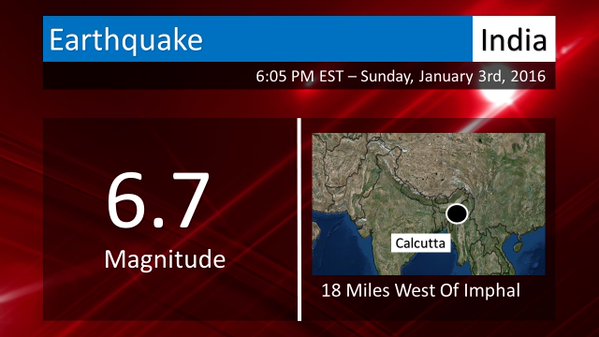 Earthquake India
6:05 PM EST – Sunday, January 3rd, 2016
6.7
Magnitude
Calcutta
18 Miles West Of Imphal